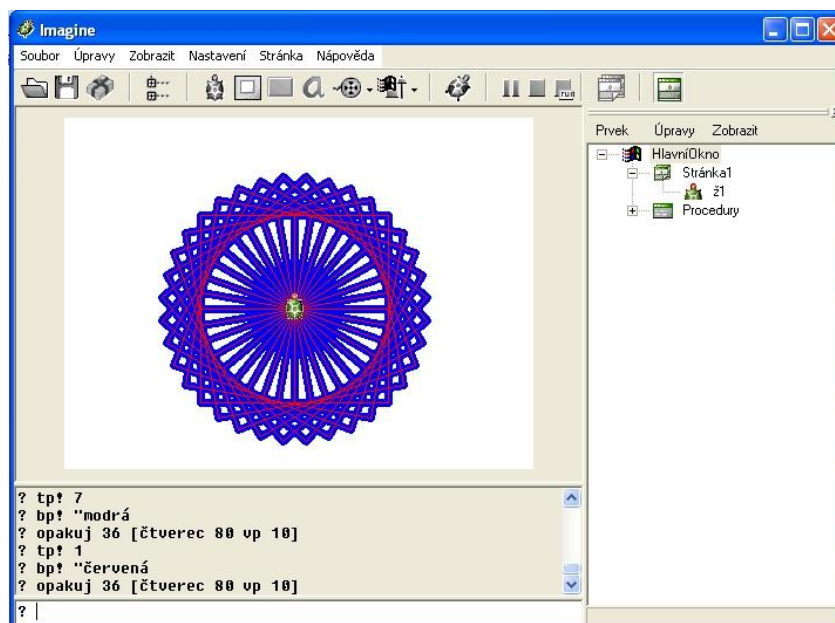 Imagine
Soubor Úpravy Zobrazit Nastavení Stránka Nápověda
run
Prvek Úpravy Zobrazit
HlavníOkno
Stránka1
ž1
Procedury
? tp! 7
? bp! "modrá
? opakuj 36 [čtverec 80 vp 10]
? tp! 1
? bp! "červená
? opakuj 36 [čtverec 80 vp 10]
?